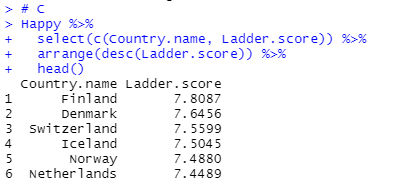 > # C
> Happy %>%
+   select(c(Country.name, Ladder.score)) %>%
+   arrange(desc(Ladder.score)) %>%
+   head()
  Country.name Ladder.score
1      Finland       7.8087
2      Denmark       7.6456
3  Switzerland       7.5599
4      Iceland       7.5045
5       Norway       7.4880
6  Netherlands       7.4489